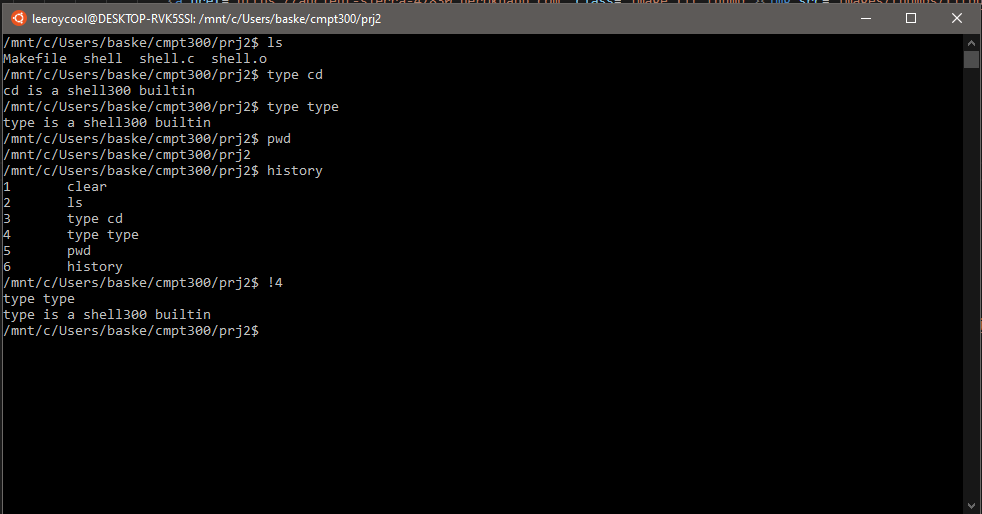 leeroycool@DESKTOP-RVK5SSI: /mnt/c/Users/baske/cmpt300/prj2
/mnt/c/Users/baske/cmpt300/prj2$ ls
Makefile  shell  shell.c  shell.o
/mnt/c/Users/baske/cmpt300/prj2$ type cd
cd is a shell300 builtin
/mnt/c/Users/baske/cmpt300/prj2$ type type
type is a shell300 builtin
/mnt/c/Users/baske/cmpt300/prj2$ pwd
/mnt/c/Users/baske/cmpt300/prj2
/mnt/c/Users/baske/cmpt300/prj2$ history
1       clear
2       ls
3       type cd
4       type type
5       pwd
6       history
/mnt/c/Users/baske/cmpt300/prj2$ !4
type type
type is a shell300 builtin
/mnt/c/Users/baske/cmpt300/prj2$